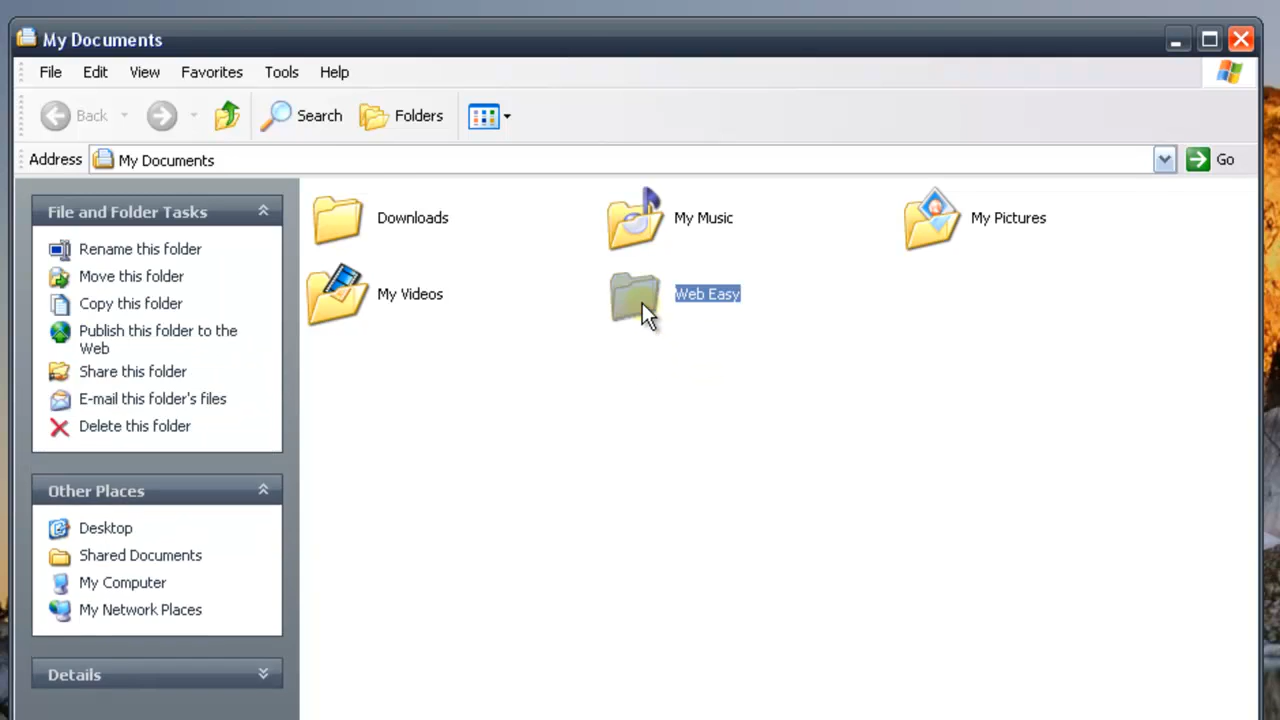 My Documents
File Edit View Favorites Tools Help
Back Search Folders
Address My Documents Go
File and Folder Tasks
Rename this folder
Move this folder
Copy this folder
Publish this folder to the
Web
Share this folder
E-mail this folder's files
Delete this folder
Other Places
Desktop
Shared Documents
My Computer
My Network Places
Details
Downloads My Music My Pictures
My Videos Web Easy